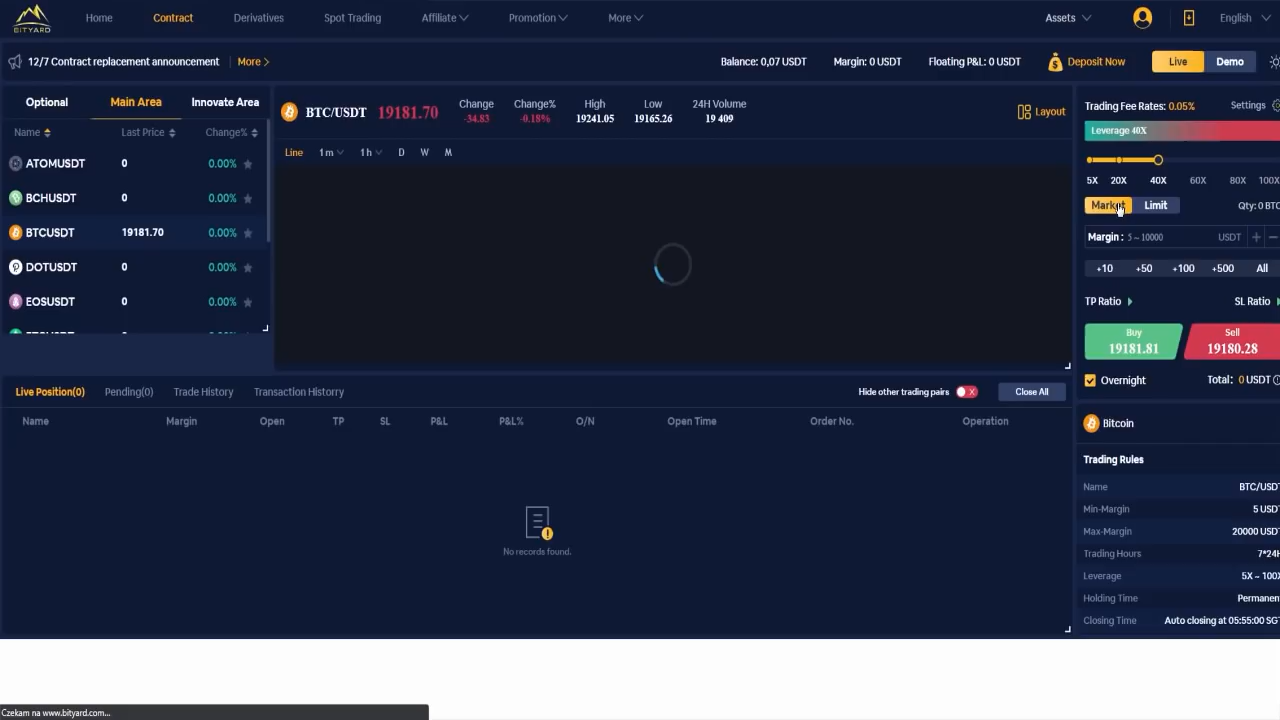 BITYARD
Home Contract Derivatives Spot Trading Affiliate Promotion More Assets English
12/7 Contract replacement announcement More > Balance: 0,07 USDT Margin: 0 USDT Floating P&L: 0 USDT Deposit Now Live Demo
Optional Main Area Innovate Area
Name Last Price Change%
ATOMUSDT 0 0.00%
BCHUSDT 0 0.00%
BTCUSDT 19181.70 0.00%
DOTUSDT 0 0.00%
EOSUSDT 0 0.00%
BTC/USDT 19181.70
Change Change% High Low 24H Volume
-34.83 -0.18% 19241.05 19165.26 19 409
Layout
Line 1m 1h D W M
Trading Fee Rates: 0.05% Settings
Leverage 40X
5X 20X 40X 60X 80X 100X
Market Limit Qty: 0 BTC
Margin : 5 ~ 10000 USDT + −
+10 +50 +100 +500 All
TP Ratio SL Ratio
Buy Sell
19181.81 19180.28
Overnight Total: 0 USDT
Live Position(0) Pending(0) Trade History Transaction History Hide other trading pairs X Close All
Name Margin Open TP SL P&L P&L% O/N Open Time Order No. Operation
No records found.
Bitcoin
Trading Rules
Name BTC/USDT
Min-Margin 5 USDT
Max-Margin 20000 USDT
Trading Hours 7*24H
Leverage 5X ~ 100X
Holding Time Permanen
Closing Time Auto closing at 05:55:00 SG
Czekam na www.bityard.com...